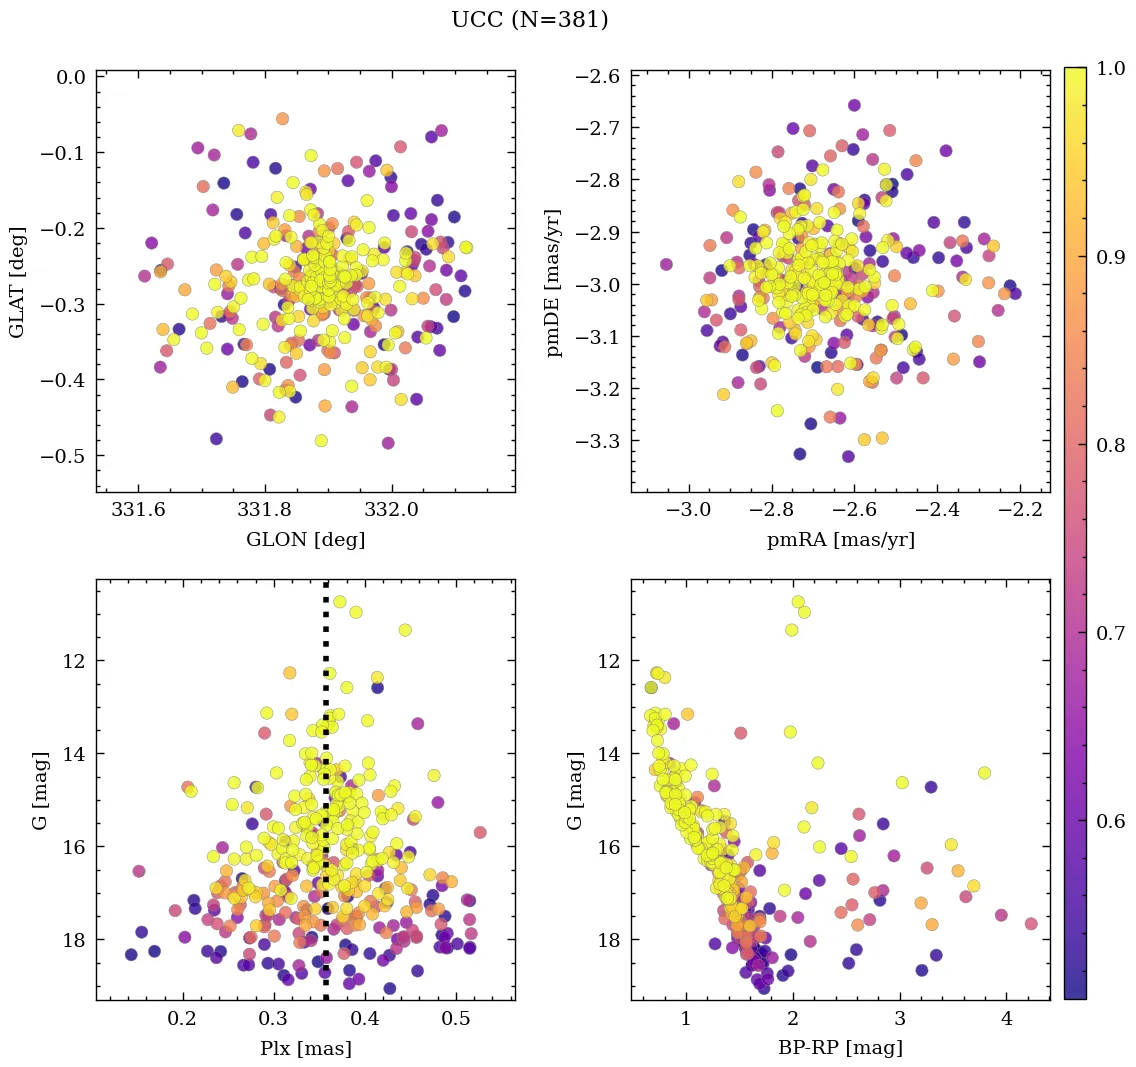 UCC (N=381)
0.0
−0.1
−0.2
−0.3
−0.4
−0.5
GLAT [deg]
331.6 331.8 332.0
GLON [deg]
−2.6
−2.7
−2.8
−2.9
−3.0
−3.1
−3.2
−3.3
pmDE [mas/yr]
−3.0 −2.8 −2.6 −2.4 −2.2
pmRA [mas/yr]
1.0
0.9
0.8
0.7
0.6
12
14
16
18
G [mag]
0.2 0.3 0.4 0.5
Plx [mas]
12
14
16
18
G [mag]
1 2 3 4
BP-RP [mag]